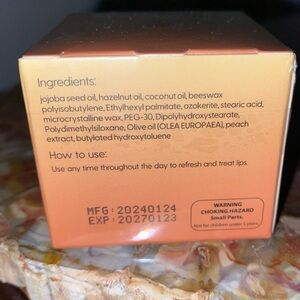 Ingredients:
jojoba seed oil, hazelnut oil, coconut oil, beeswax
polyisobutylene, Ethylhexyl palmitate, ozokerite, stearic acid,
microcrystalline wax, PEG-30, Dipolyhydroxystearate,
Polydimethylsiloxane, Olive oil (OLEA EUROPAEA), peach
extract, butylated hydroxytoluene
How to use:
Use any time throughout the day to refresh and treat lips.
MFG:20240124
EXP:20270123
WARNING
CHOKING HAZARD
Small Parts.
Not for children under 3 years.